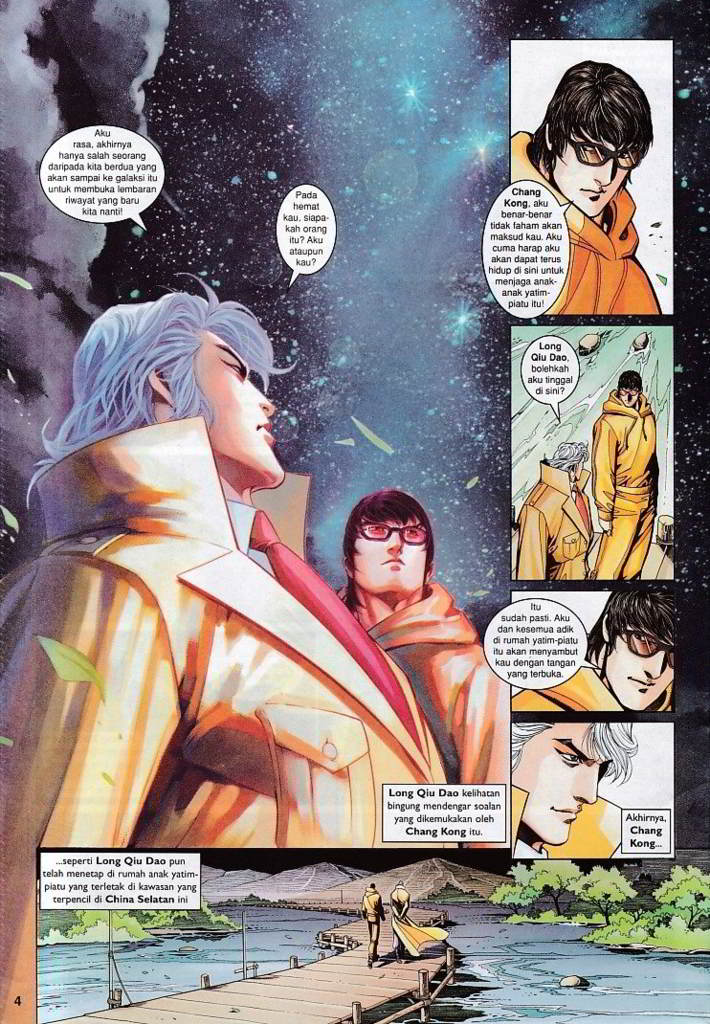 Aku
rasa, akhirnya
hanya salah seorang
daripada kita berdua yang
akan sampai ke galaksi itu
untuk membuka lembaran
riwayat yang baru
kita nanti!
Pada
hemat
kau, siapa-
kah orang
itu? Aku
ataupun
kau?
Chang
Kong, aku
benar-benar
tidak faham akan
maksud kau. Aku
cuma harap aku
akan dapat terus
hidup di sini untuk
menjaga anak-
anak yatim-
piatu itu!
Long
Qiu Dao,
bolehkah
aku tinggal
di sini?
Itu
sudah pasti. Aku
dan kesemua adik
di rumah yatim-piatu
itu akan menyambut
kau dengan tangan
yang terbuka.
Long Qiu Dao kelihatan
bingung mendengar soalan
yang dikemukakan oleh
Chang Kong itu.
Akhirnya,
Chang
Kong...
...seperti Long Qiu Dao pun
telah menetap di rumah anak yatim-
piatu yang terletak di kawasan yang
terpencil di China Selatan ini
4